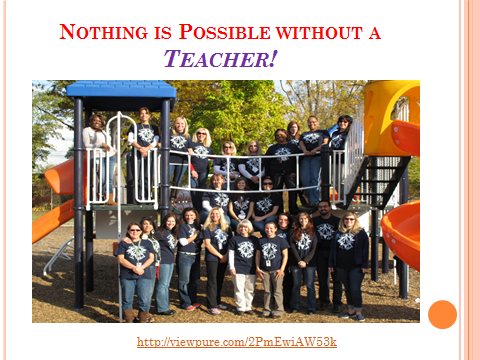 NOTHING IS POSSIBLE WITHOUT A
TEACHER!
http://viewpure.com/2PmEwiAW53k